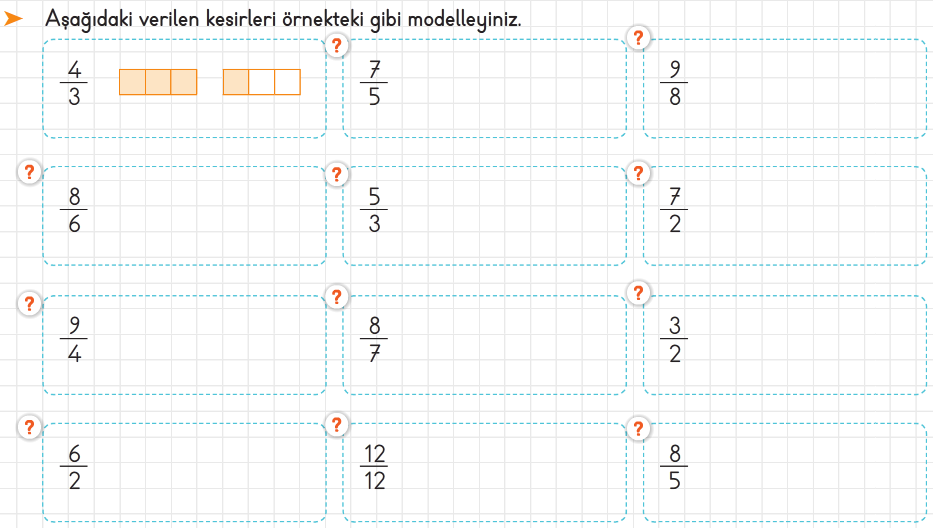 Aşağıdaki verilen kesirleri örnekteki gibi modelleyiniz.
? ?
4/3 7/5 9/8
? ? ?
8/6 5/3 7/2
? ? ?
9/4 8/7 3/2
? ? ?
6/2 12/12 8/5